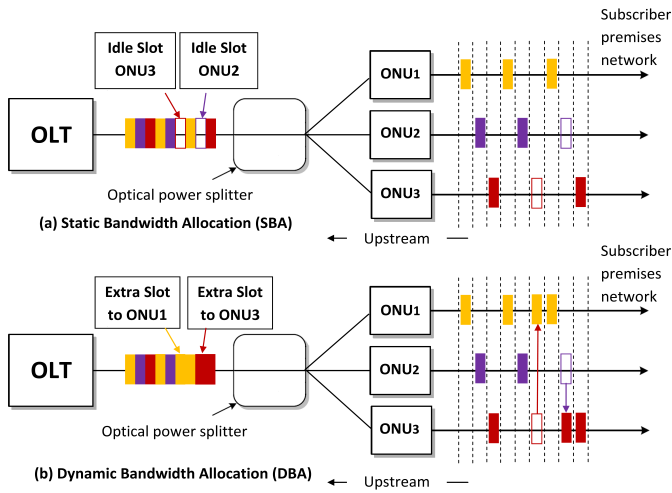 Subscriber
premises
network
Idle Slot
ONU3
Idle Slot
ONU2
ONU1
OLT
ONU2
ONU3
Optical power splitter
(a) Static Bandwidth Allocation (SBA)
Upstream
Subscriber
premises
network
Extra Slot
to ONU1
Extra Slot
to ONU3
ONU1
OLT
ONU2
ONU3
Optical power splitter
(b) Dynamic Bandwidth Allocation (DBA)
Upstream